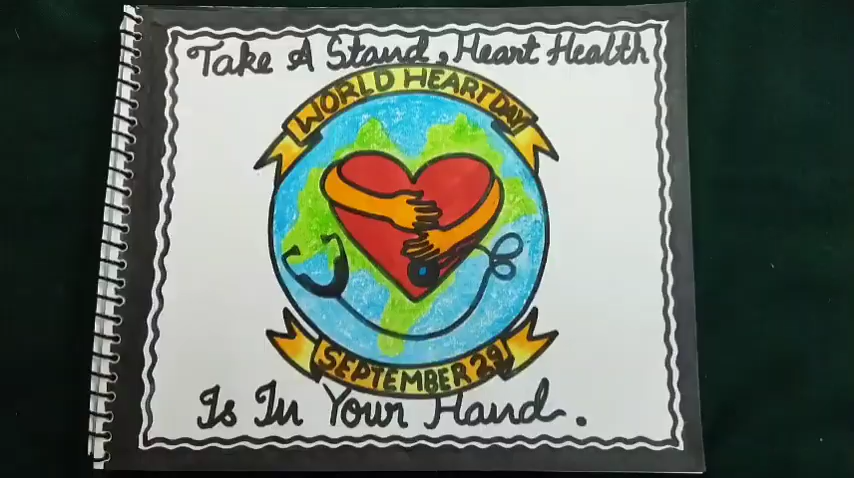 Take A Stand, Heart Health
WORLD HEART DAY
SEPTEMBER 29
Is In Your Hand.